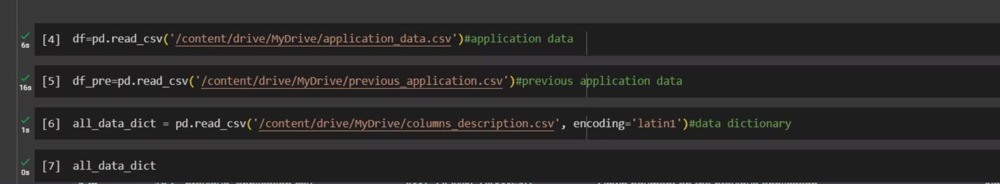 [4] df=pd.read_csv('/content/drive/MyDrive/application_data.csv')#application data
6s
[5] df_pre=pd.read_csv('/content/drive/MyDrive/previous_application.csv')#previous application data
16s
[6] all_data_dict = pd.read_csv('/content/drive/MyDrive/columns_description.csv', encoding='latin1')#data dictionary
1s
[7] all_data_dict
0s